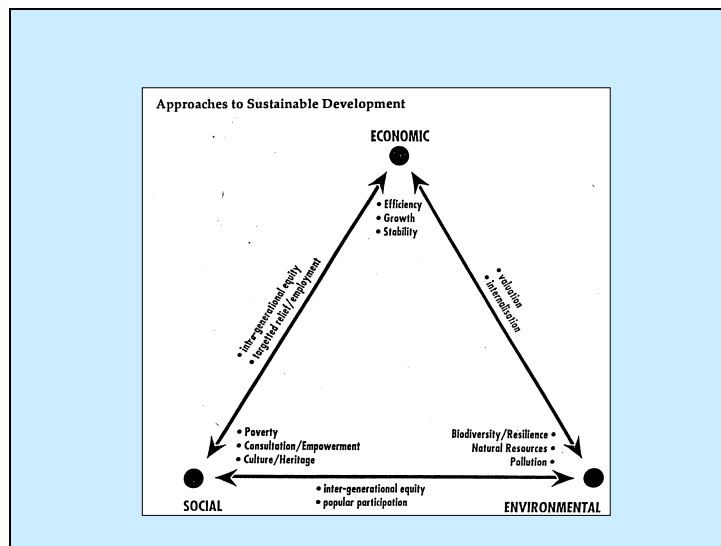 Approaches to Sustainable Development
ECONOMIC
• Efficiency
• Growth
• Stability
• intra-generational equity
• targetted relief/employment
• valuation
• internalisation
• Poverty
• Consultation/Empowerment
• Culture/Heritage
Biodiversity/Resilience •
Natural Resources •
Pollution •
SOCIAL
• inter-generational equity
• popular participation
ENVIRONMENTAL